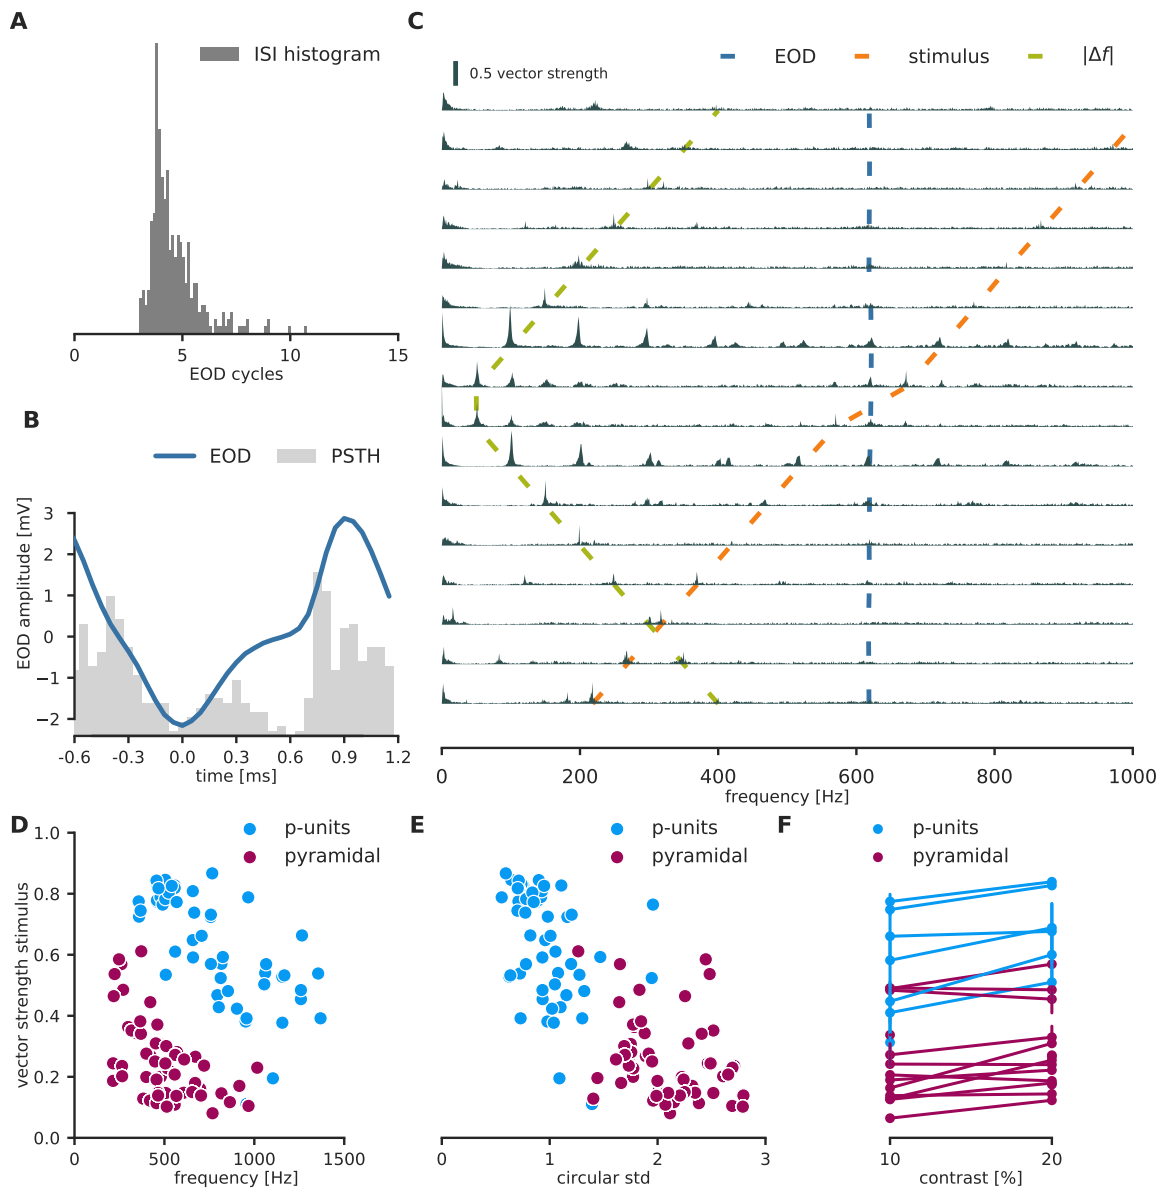 A
ISI histogram
0 5 10 15
EOD cycles
B
EOD PSTH
EOD amplitude [mV]
3
2
1
0
−1
−2
-0.6 -0.3 0.0 0.3 0.6 0.9 1.2
time [ms]
C
EOD stimulus |Δf|
0.5 vector strength
0 200 400 600 800 1000
frequency [Hz]
D
p-units
pyramidal
vector strength stimulus
1.0
0.8
0.6
0.4
0.2
0.0
0 500 1000 1500
frequency [Hz]
E
p-units
pyramidal
0 1 2 3
circular std
F
p-units
pyramidal
10 20
contrast [%]